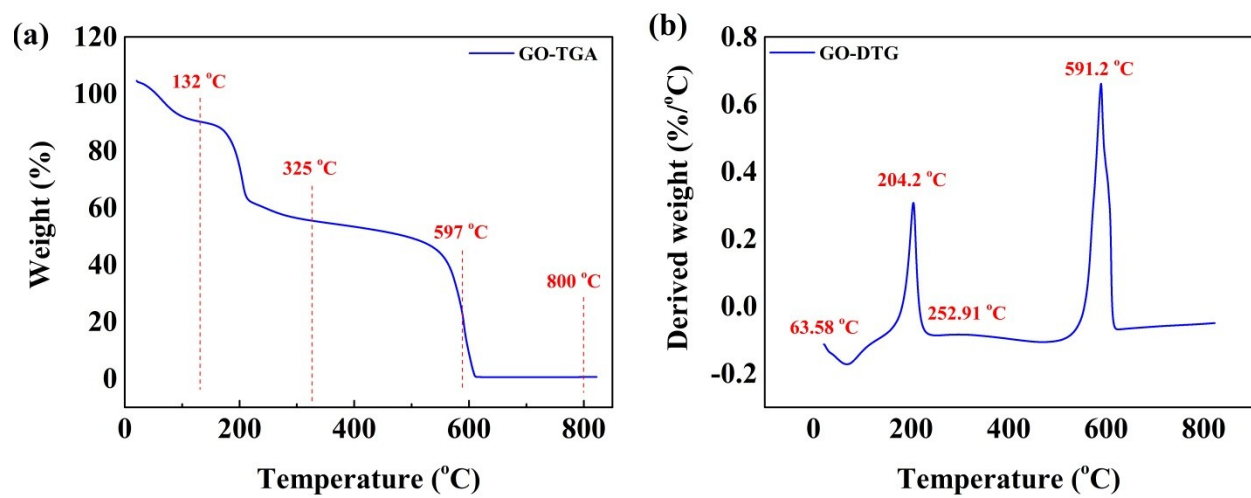 (a)
120
100
80
60
40
20
0
Weight (%)
GO-TGA
132 °C
325 °C
597 °C
800 °C
0 200 400 600 800
Temperature (°C)
(b)
0.8
0.6
0.4
0.2
0.0
-0.2
Derived weight (%/°C)
GO-DTG
591.2 °C
204.2 °C
252.91 °C
63.58 °C
0 200 400 600 800
Temperature (°C)